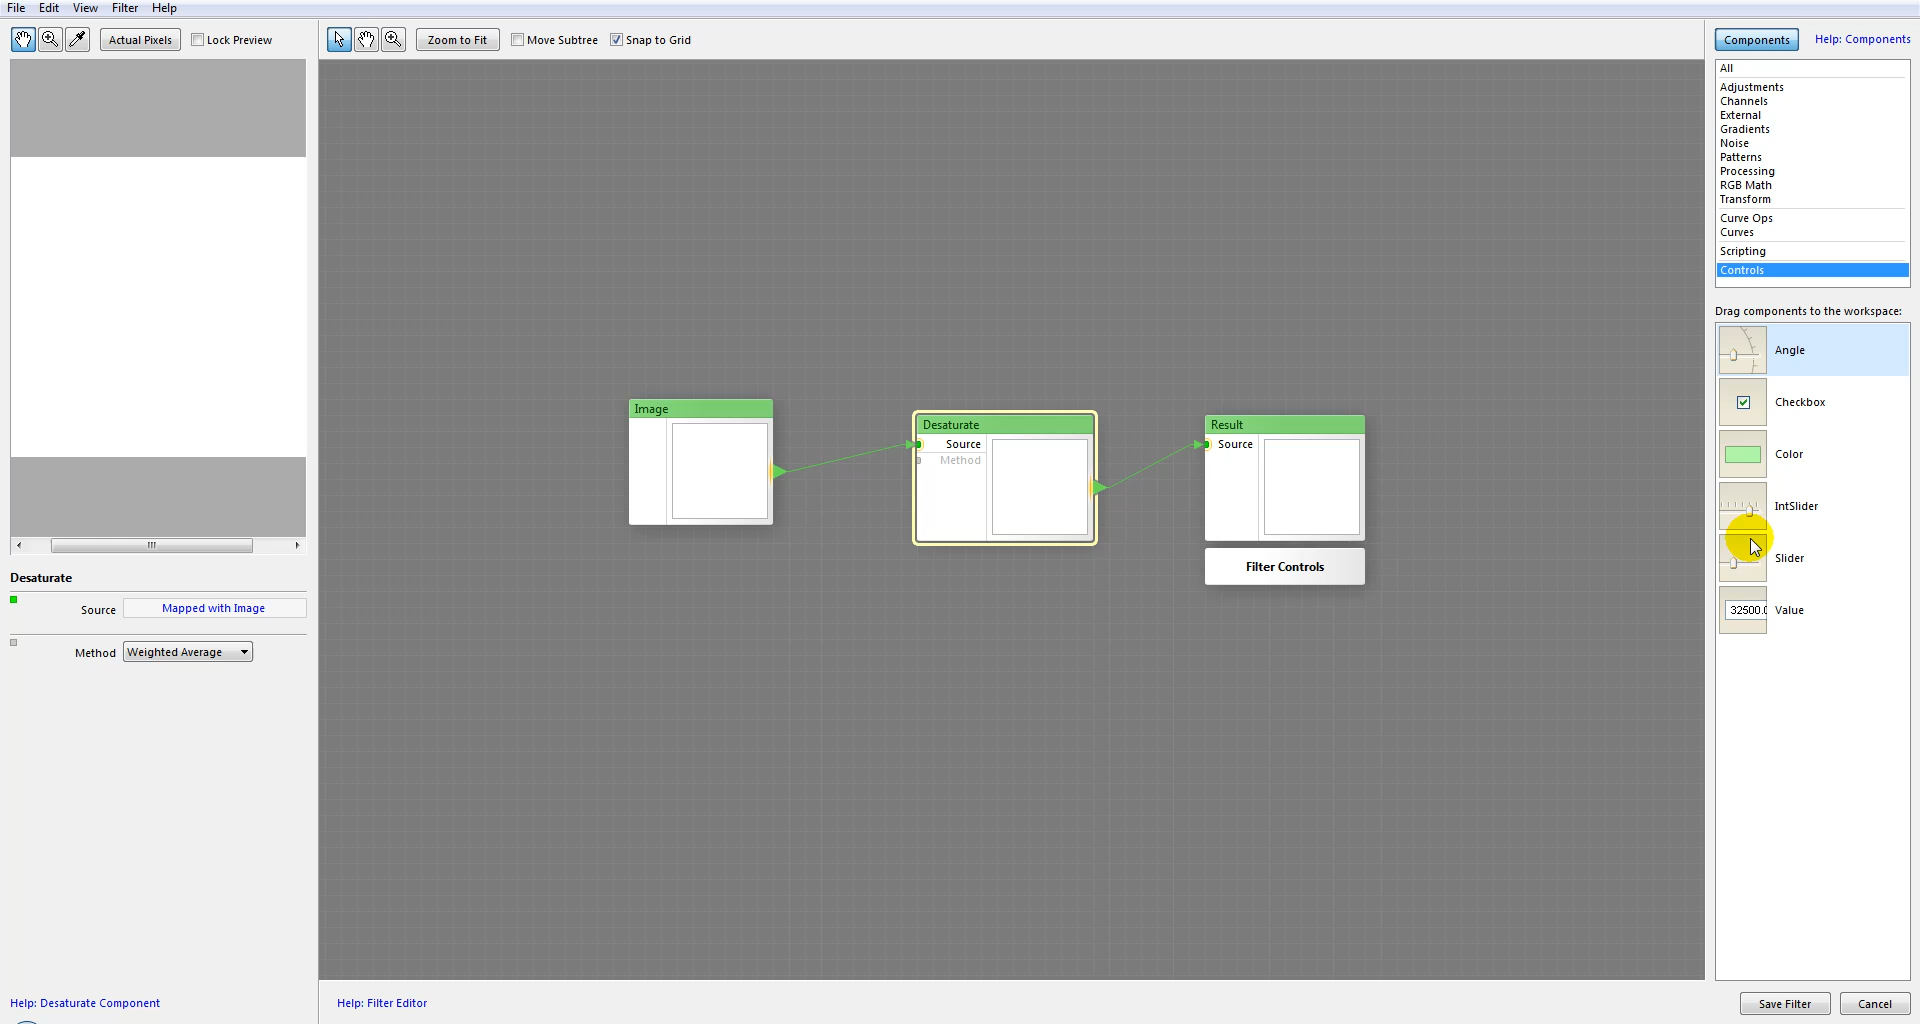 File Edit View Filter Help
Actual Pixels Lock Preview
Zoom to Fit Move Subtree Snap to Grid
Components Help: Components
All
Adjustments
Channels
External
Gradients
Noise
Patterns
Processing
RGB Math
Transform
Curve Ops
Curves
Scripting
Controls
Drag components to the workspace:
Angle
Checkbox
Color
IntSlider
Slider
32500.0 Value
Image
Desaturate
Source
Method
Result
Source
Filter Controls
Desaturate
Source Mapped with Image
Method Weighted Average
Help: Desaturate Component
Help: Filter Editor
Save Filter Cancel